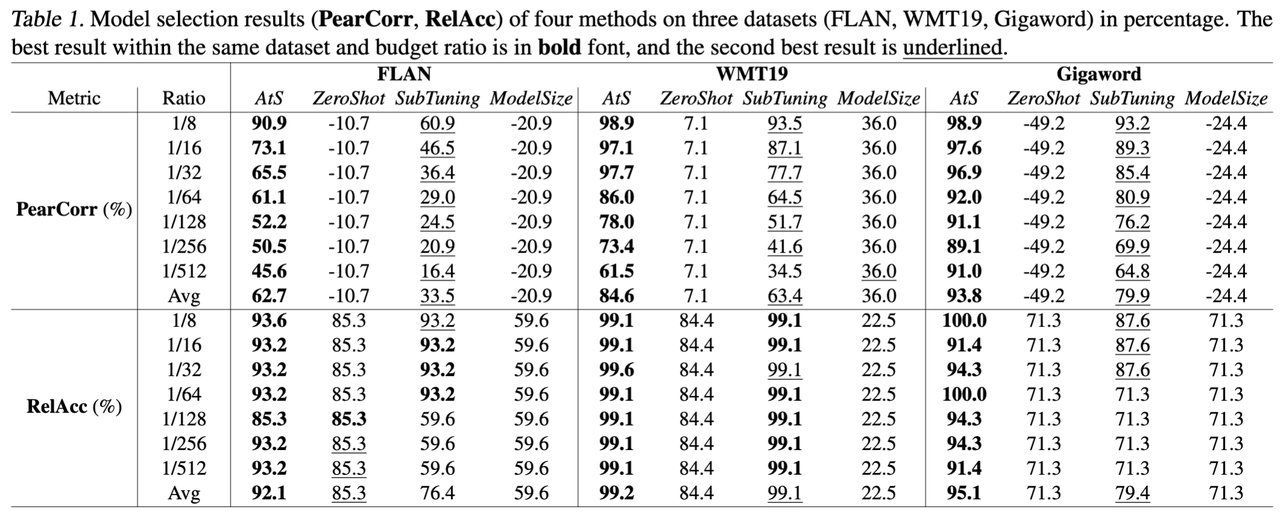 Table 1. Model selection results (PearCorr, RelAcc) of four methods on three datasets (FLAN, WMT19, Gigaword) in percentage. The
best result within the same dataset and budget ratio is in bold font, and the second best result is underlined.
FLAN WMT19 Gigaword
Metric Ratio AtS ZeroShot SubTuning ModelSize AtS ZeroShot SubTuning ModelSize AtS ZeroShot SubTuning ModelSize
1/8 90.9 -10.7 60.9 -20.9 98.9 7.1 93.5 36.0 98.9 -49.2 93.2 -24.4
1/16 73.1 -10.7 46.5 -20.9 97.1 7.1 87.1 36.0 97.6 -49.2 89.3 -24.4
1/32 65.5 -10.7 36.4 -20.9 97.7 7.1 77.7 36.0 96.9 -49.2 85.4 -24.4
1/64 61.1 -10.7 29.0 -20.9 86.0 7.1 64.5 36.0 92.0 -49.2 80.9 -24.4
PearCorr (%)
1/128 52.2 -10.7 24.5 -20.9 78.0 7.1 51.7 36.0 91.1 -49.2 76.2 -24.4
1/256 50.5 -10.7 20.9 -20.9 73.4 7.1 41.6 36.0 89.1 -49.2 69.9 -24.4
1/512 45.6 -10.7 16.4 -20.9 61.5 7.1 34.5 36.0 91.0 -49.2 64.8 -24.4
Avg 62.7 -10.7 33.5 -20.9 84.6 7.1 63.4 36.0 93.8 -49.2 79.9 -24.4
1/8 93.6 85.3 93.2 59.6 99.1 84.4 99.1 22.5 100.0 71.3 87.6 71.3
1/16 93.2 85.3 93.2 59.6 99.1 84.4 99.1 22.5 91.4 71.3 87.6 71.3
1/32 93.2 85.3 93.2 59.6 99.6 84.4 99.1 22.5 94.3 71.3 87.6 71.3
1/64 93.2 85.3 93.2 59.6 99.1 84.4 99.1 22.5 100.0 71.3 71.3 71.3
RelAcc (%)
1/128 85.3 85.3 59.6 59.6 99.1 84.4 99.1 22.5 94.3 71.3 71.3 71.3
1/256 93.2 85.3 59.6 59.6 99.1 84.4 99.1 22.5 94.3 71.3 71.3 71.3
1/512 93.2 85.3 59.6 59.6 99.1 84.4 99.1 22.5 91.4 71.3 71.3 71.3
Avg 92.1 85.3 76.4 59.6 99.2 84.4 99.1 22.5 95.1 71.3 79.4 71.3